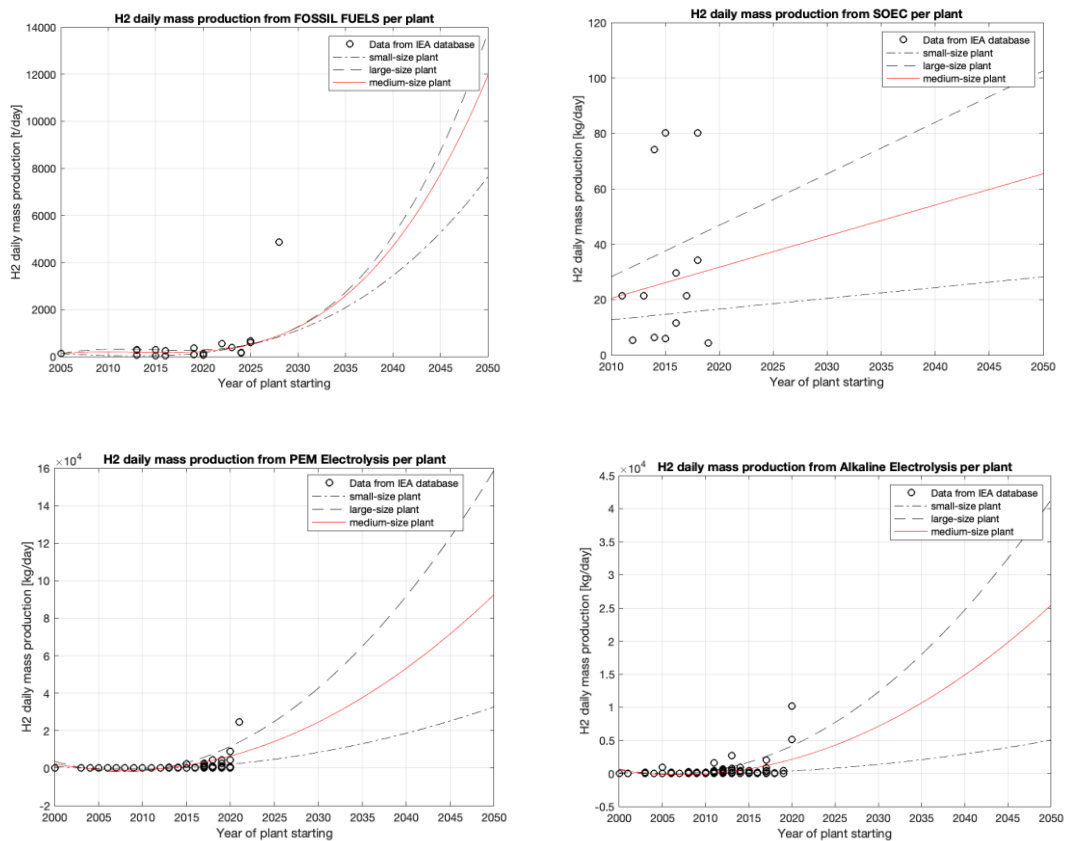 H2 daily mass production from FOSSIL FUELS per plant
14000
12000
10000
8000
6000
4000
2000
0
H2 daily mass production [t/day]
Data from IEA database
small-size plant
large-size plant
medium-size plant
2005 2010 2015 2020 2025 2030 2035 2040 2045 2050
Year of plant starting
H2 daily mass production from SOEC per plant
120
100
80
60
40
20
0
H2 daily mass production [kg/day]
Data from IEA database
small-size plant
large-size plant
medium-size plant
2010 2015 2020 2025 2030 2035 2040 2045 2050
Year of plant starting
H2 daily mass production from PEM Electrolysis per plant
× 10^4
16
14
12
10
8
6
4
2
0
-2
H2 daily mass production [kg/day]
Data from IEA database
small-size plant
large-size plant
medium-size plant
2000 2005 2010 2015 2020 2025 2030 2035 2040 2045 2050
Year of plant starting
H2 daily mass production from Alkaline Electrolysis per plant
× 10^4
4.5
4
3.5
3
2.5
2
1.5
1
0.5
0
-0.5
H2 daily mass production [kg/day]
Data from IEA database
small-size plant
large-size plant
medium-size plant
2000 2005 2010 2015 2020 2025 2030 2035 2040 2045 2050
Year of plant starting